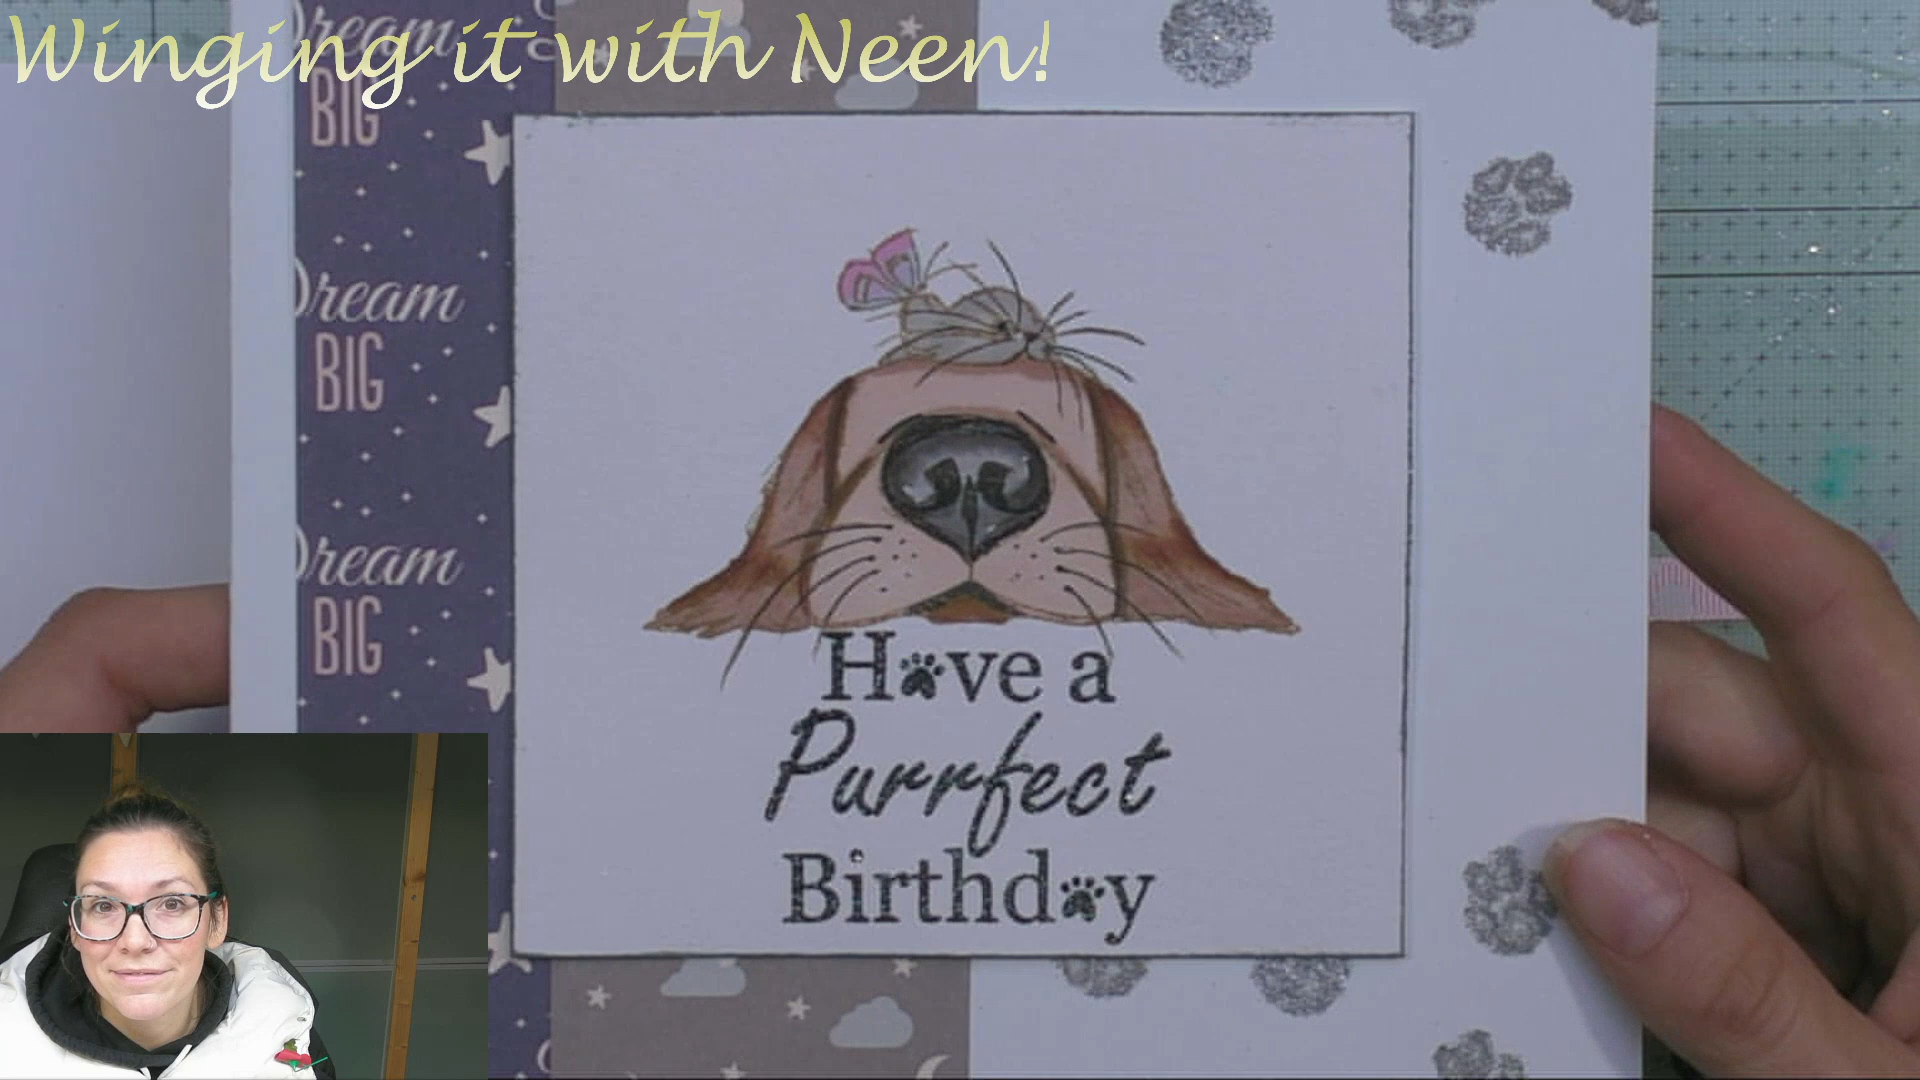 Winging it with Neen!
Dream
BIG
Dream
BIG
Dream
BIG
Have a
Purrfect
Birthday